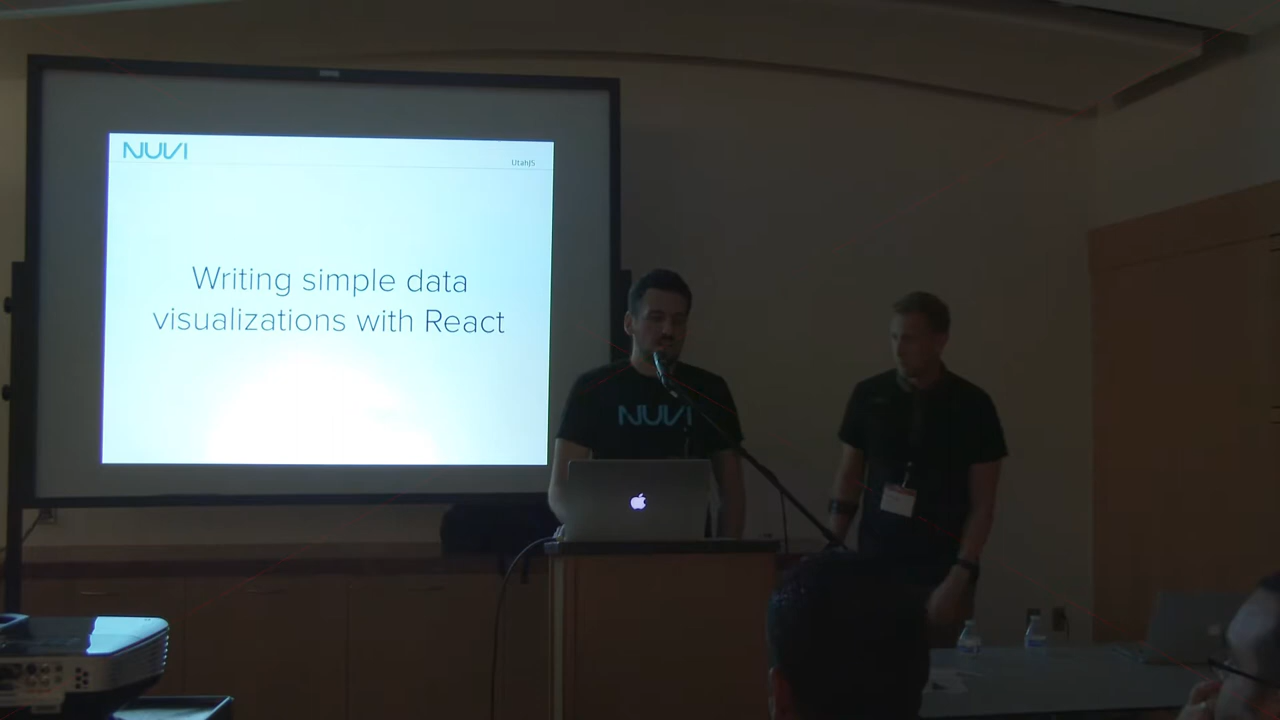 NUVI
UtahJS
Writing simple data
visualizations with React
NUVI